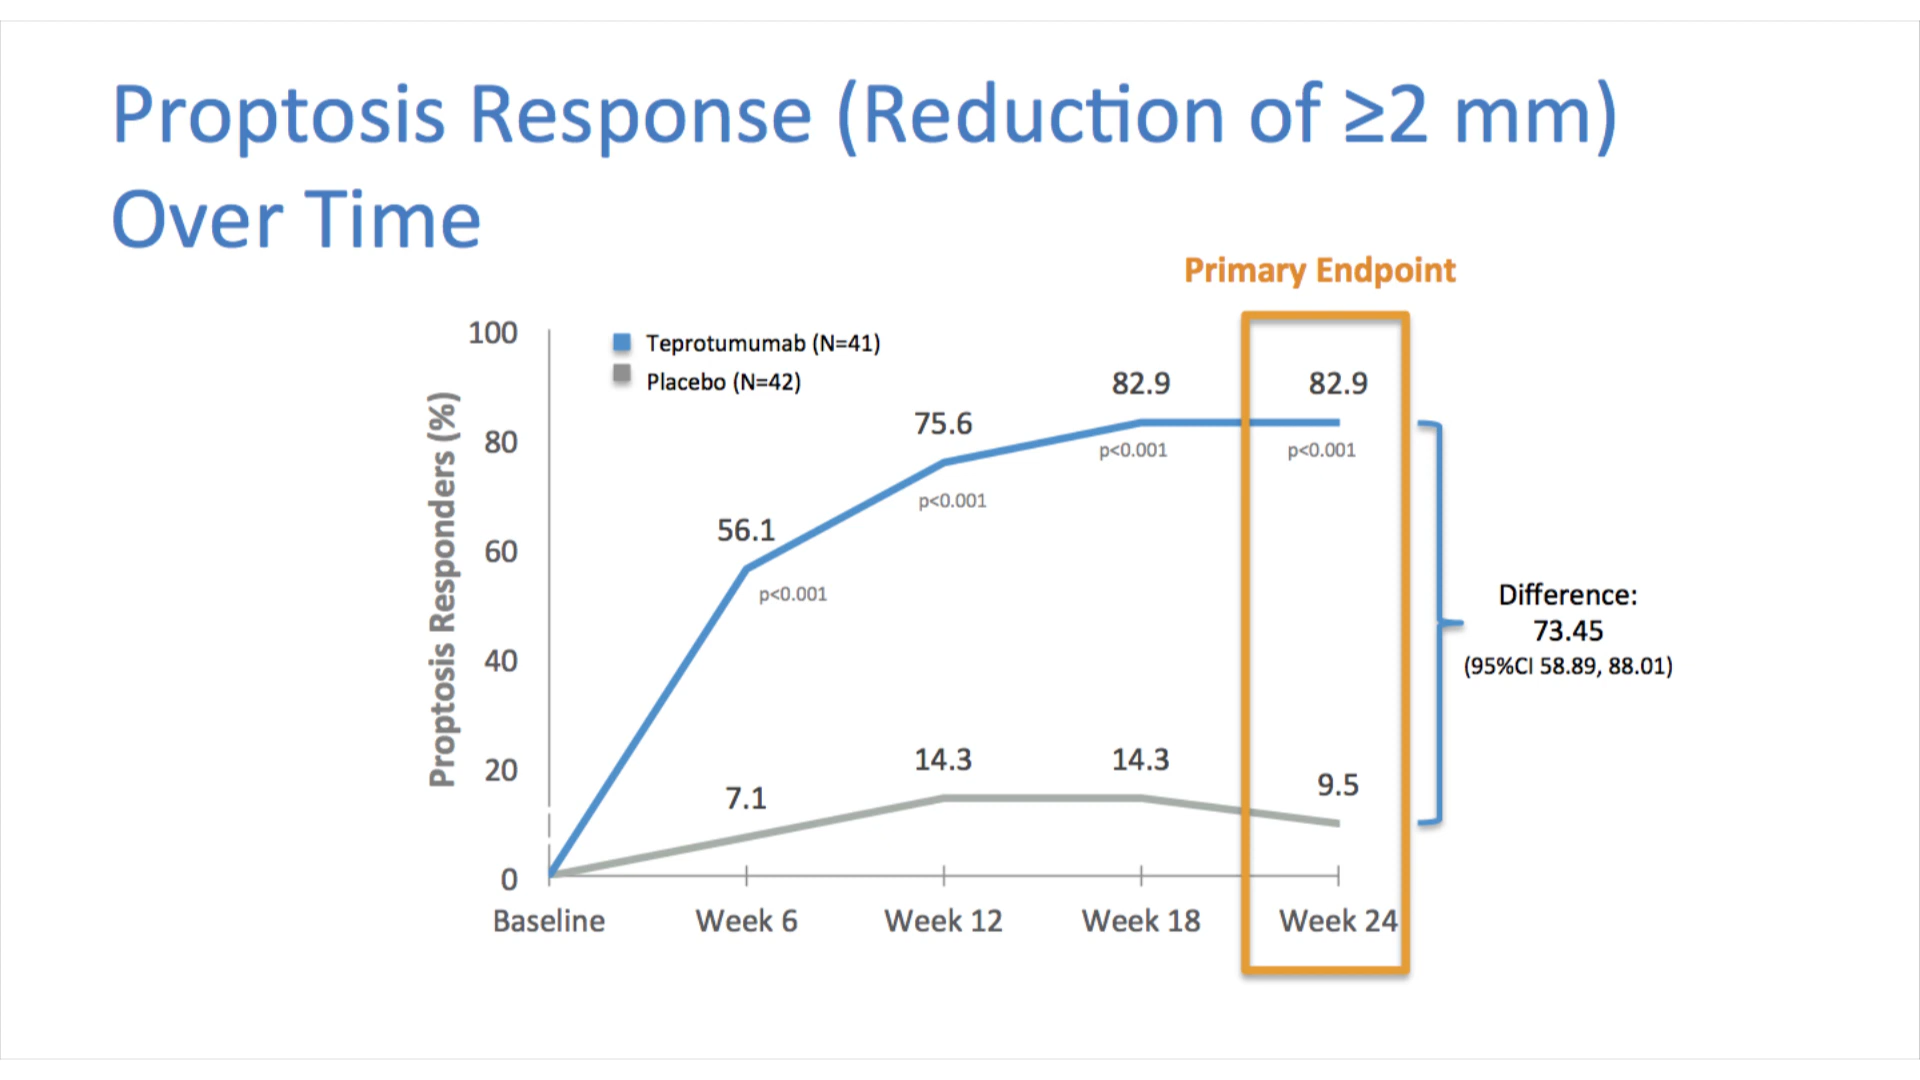 Proptosis Response (Reduction of ≥2 mm)
Over Time
Primary Endpoint
Teprotumumab (N=41)
Placebo (N=42)
Proptosis Responders (%)
100
80
60
40
20
0
56.1
75.6
82.9
82.9
p<0.001
p<0.001
p<0.001
p<0.001
7.1
14.3
14.3
9.5
Baseline
Week 6
Week 12
Week 18
Week 24
Difference:
73.45
(95%CI 58.89, 88.01)